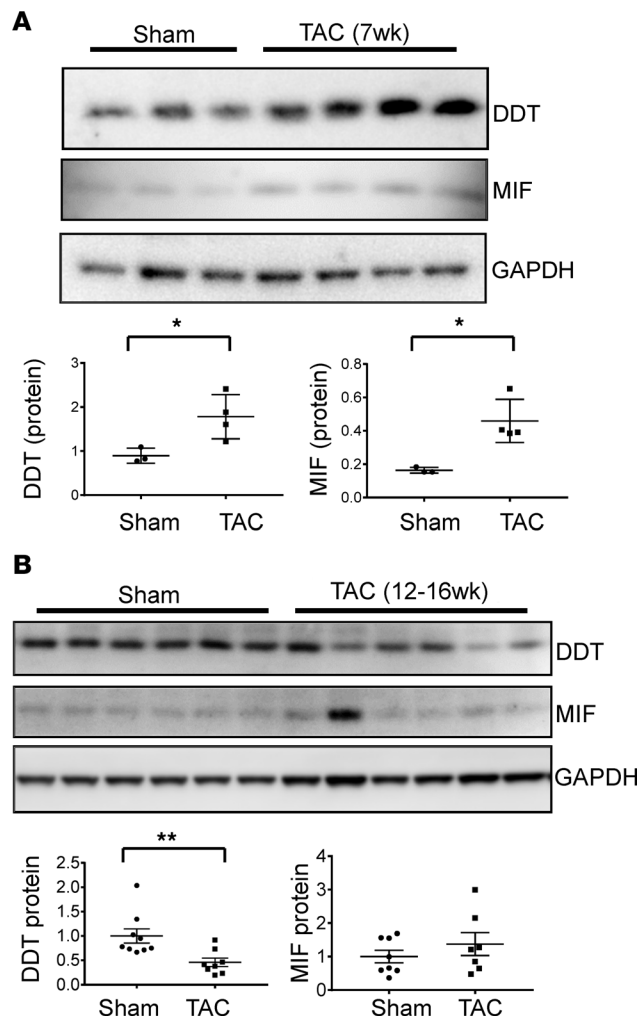 A
Sham TAC (7wk)
DDT
MIF
GAPDH
* *
DDT (protein)
3
2
1
0
Sham TAC
MIF (protein)
0.8
0.6
0.4
0.2
0.0
Sham TAC
B
Sham TAC (12-16wk)
DDT
MIF
GAPDH
**
DDT protein
2.5
2.0
1.5
1.0
0.5
0.0
Sham TAC
MIF protein
4
3
2
1
0
Sham TAC